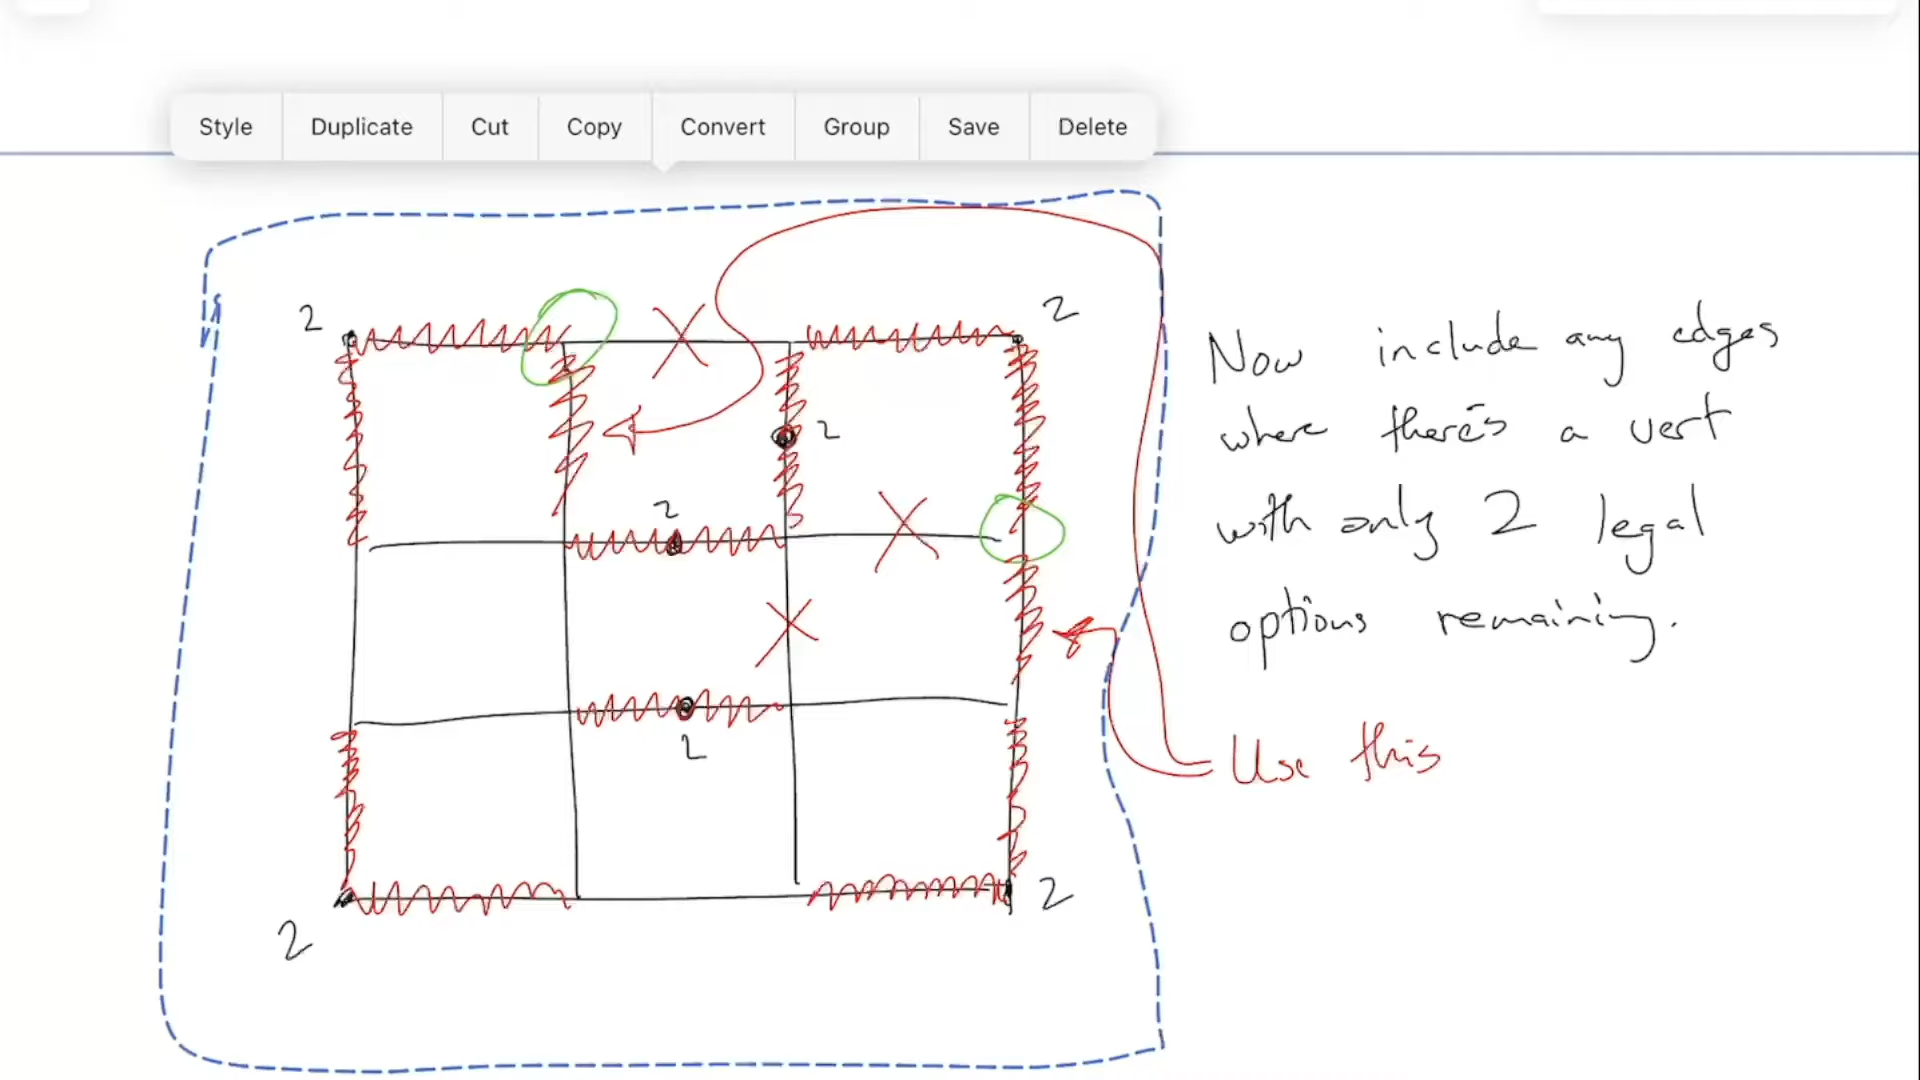 Style Duplicate Cut Copy Convert Group Save Delete
2 2
2
2
2
2 2
Now include any edges
where there's a vert
with only 2 legal
options remaining.
Use this